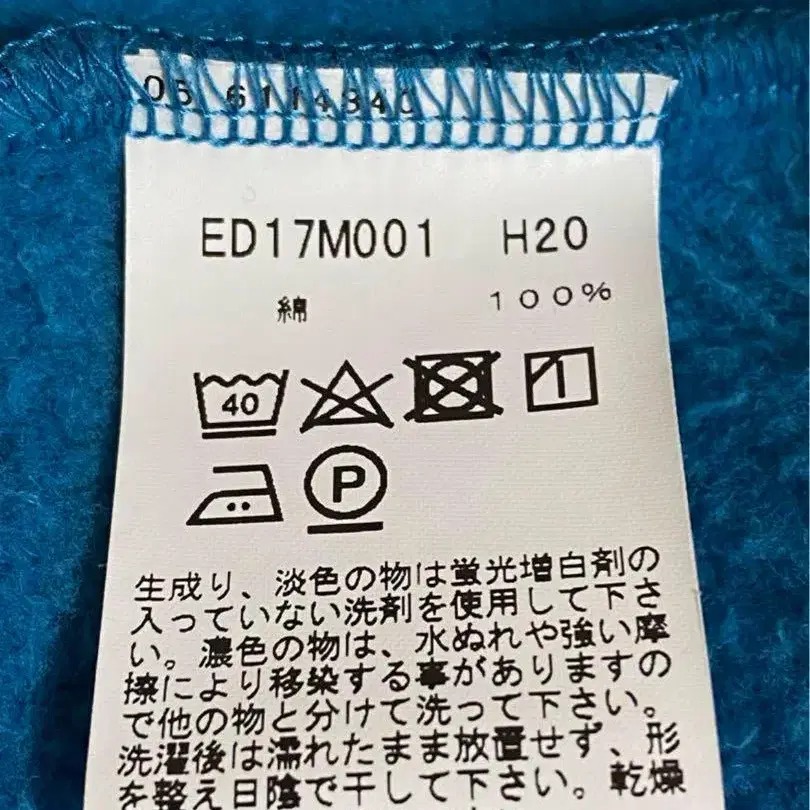 05 6114340
ED17M001 H20
綿 100%
40
P
生成り、淡色の物は蛍光増白剤の
入っていない洗剤を使用して下さ
い。濃色の物は、水ぬれや強い摩
擦により移染する事がありますの
で他の物と分けて洗って下さい。
洗濯後は濡れたまま放置せず、形
を整え日陰で干して下さい。乾燥